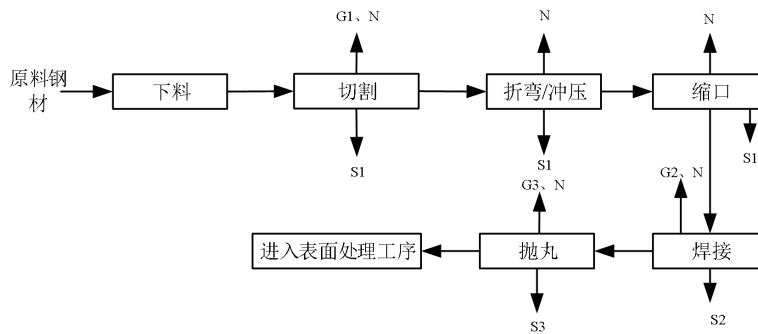 G1、N
N
N
原料钢
材
下料
切割
折弯/冲压
缩口
S1
S1
S1
G3、N
G2、N
进入表面处理工序
抛丸
焊接
S3
S2